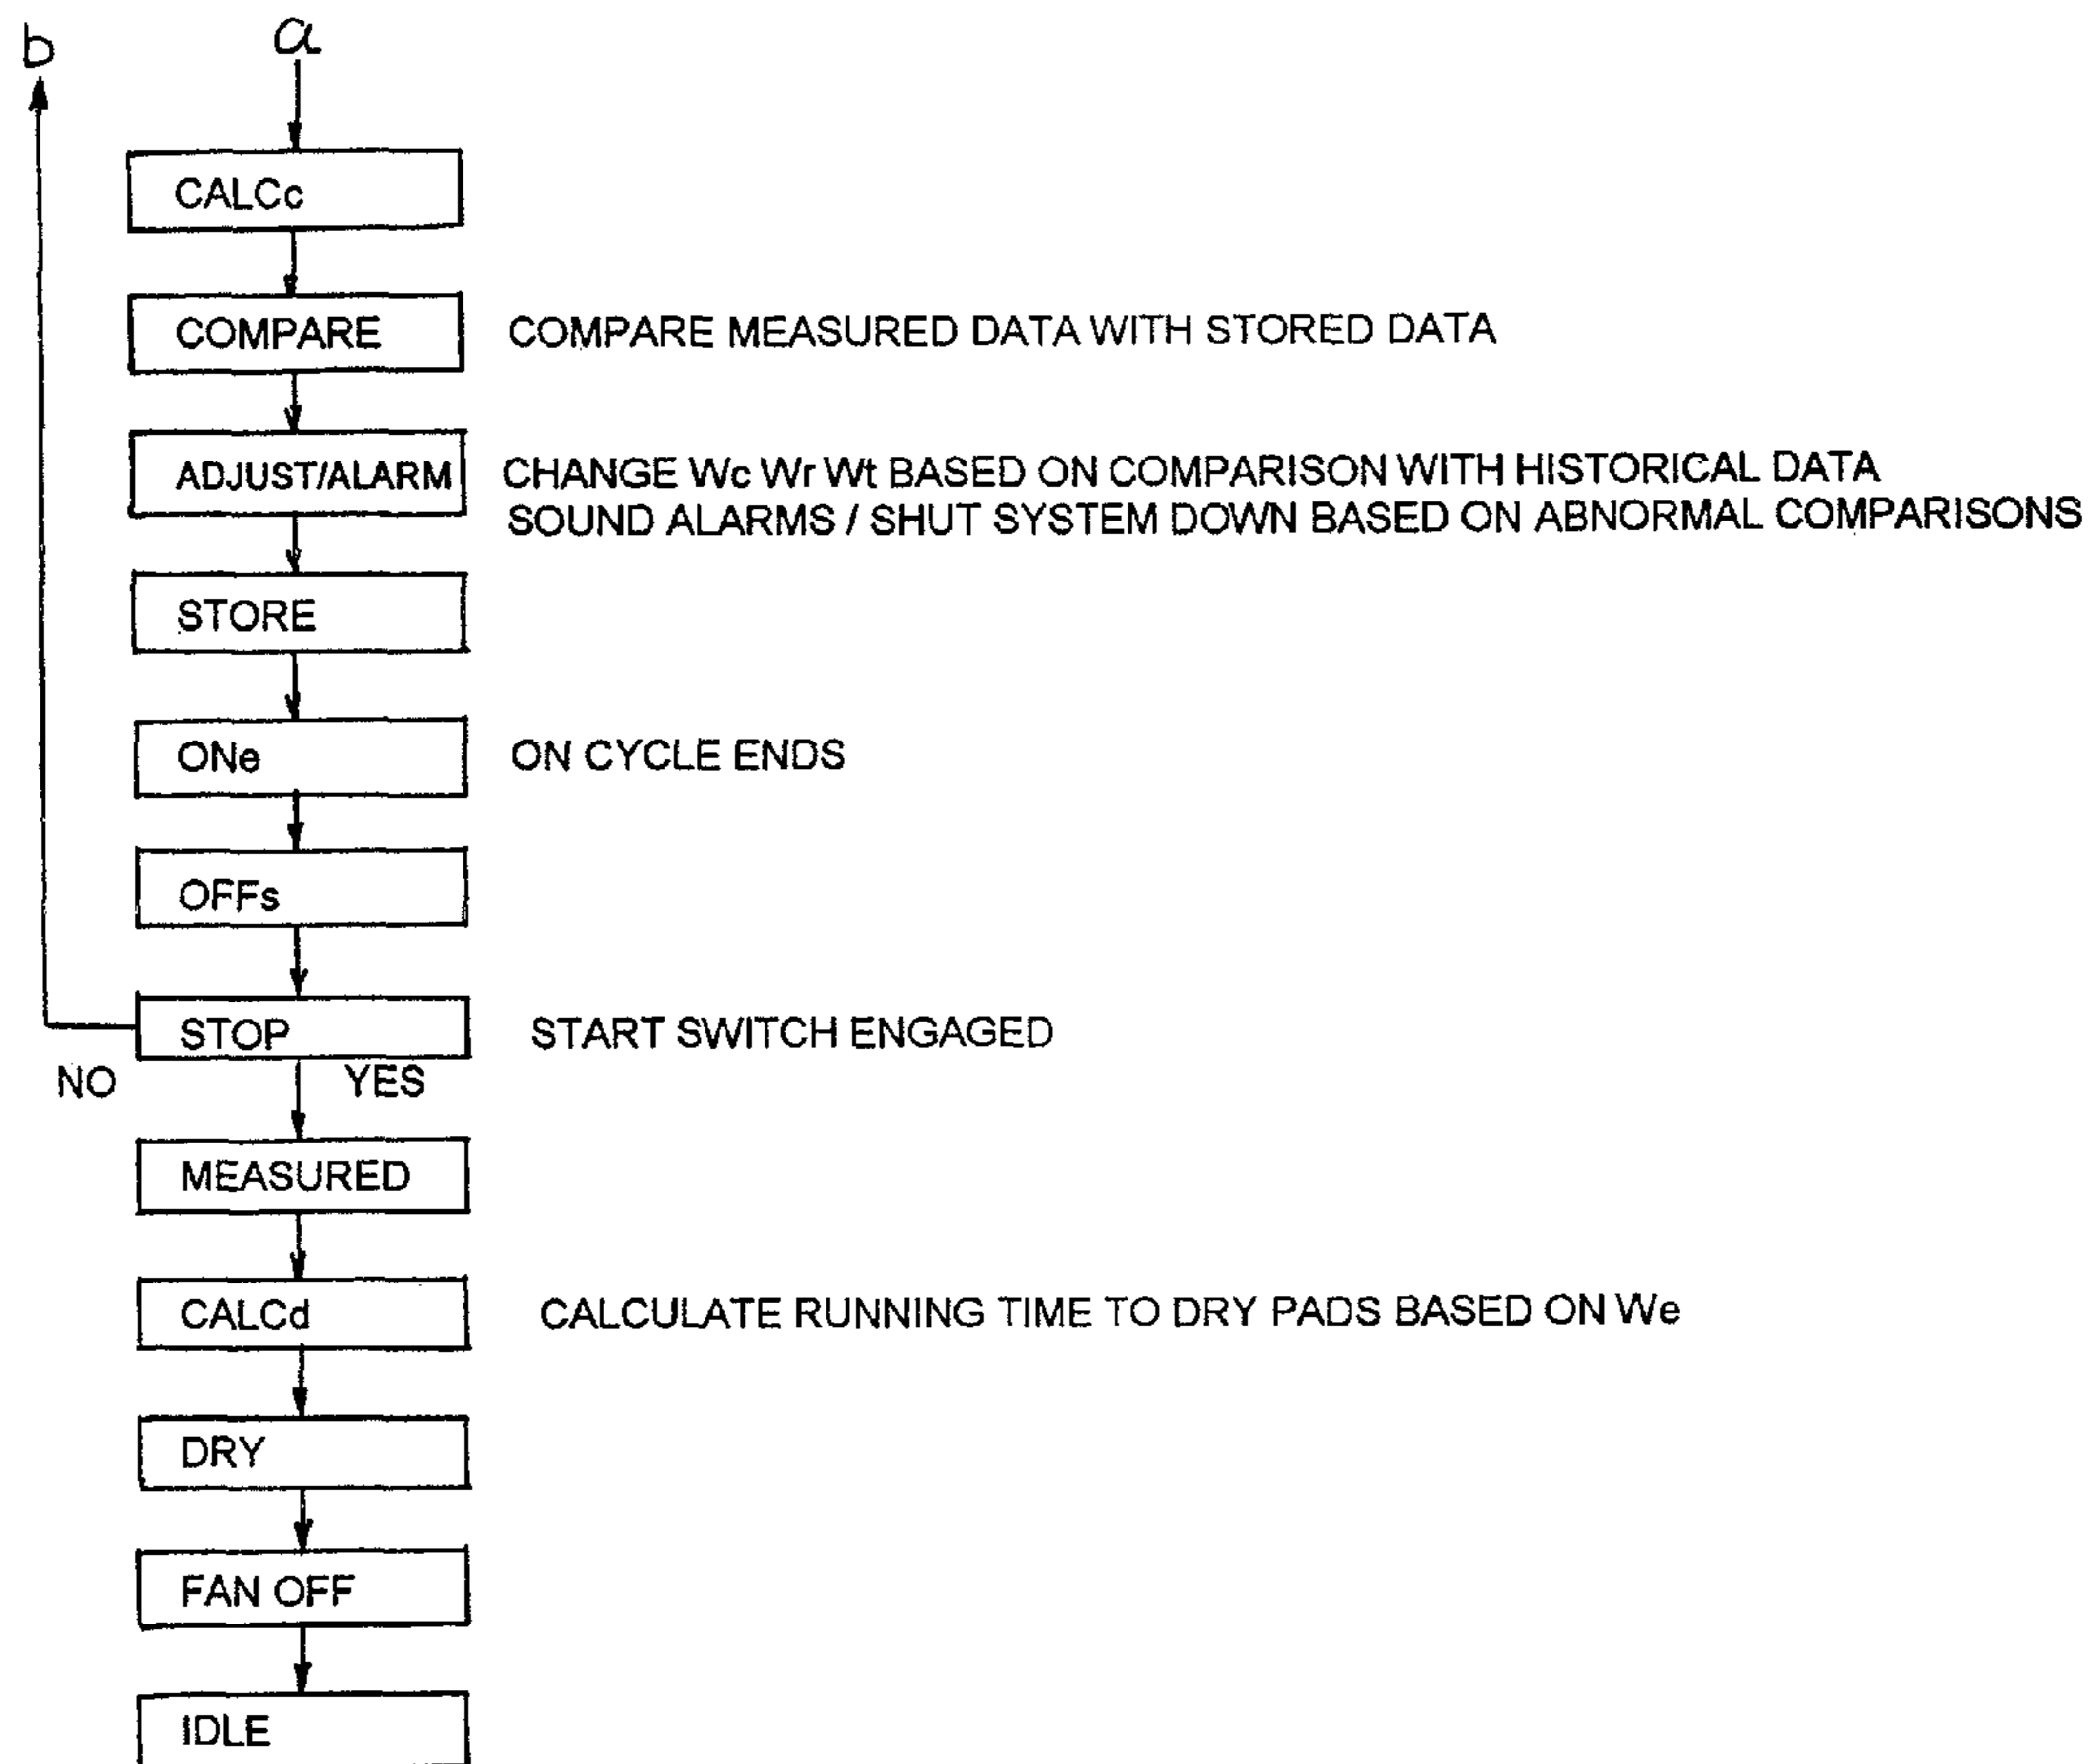 b
a
CALCc
COMPARE COMPARE MEASURED DATA WITH STORED DATA
ADJUST/ALARM CHANGE Wc Wr Wt BASED ON COMPARISON WITH HISTORICAL DATA
SOUND ALARMS / SHUT SYSTEM DOWN BASED ON ABNORMAL COMPARISONS
STORE
ONe ON CYCLE ENDS
OFFs
STOP START SWITCH ENGAGED
NO YES
MEASURED
CALCd CALCULATE RUNNING TIME TO DRY PADS BASED ON We
DRY
FAN OFF
IDLE